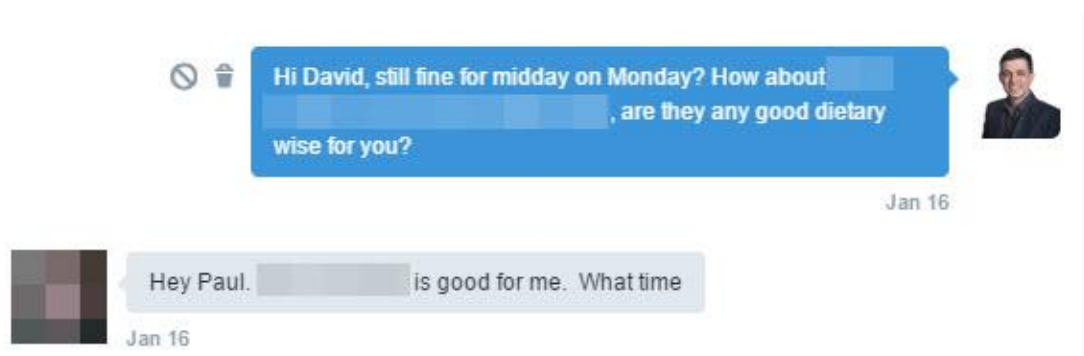 Hi David, still fine for midday on Monday? How about
, are they any good dietary
wise for you?
Jan 16
Hey Paul. is good for me. What time
Jan 16